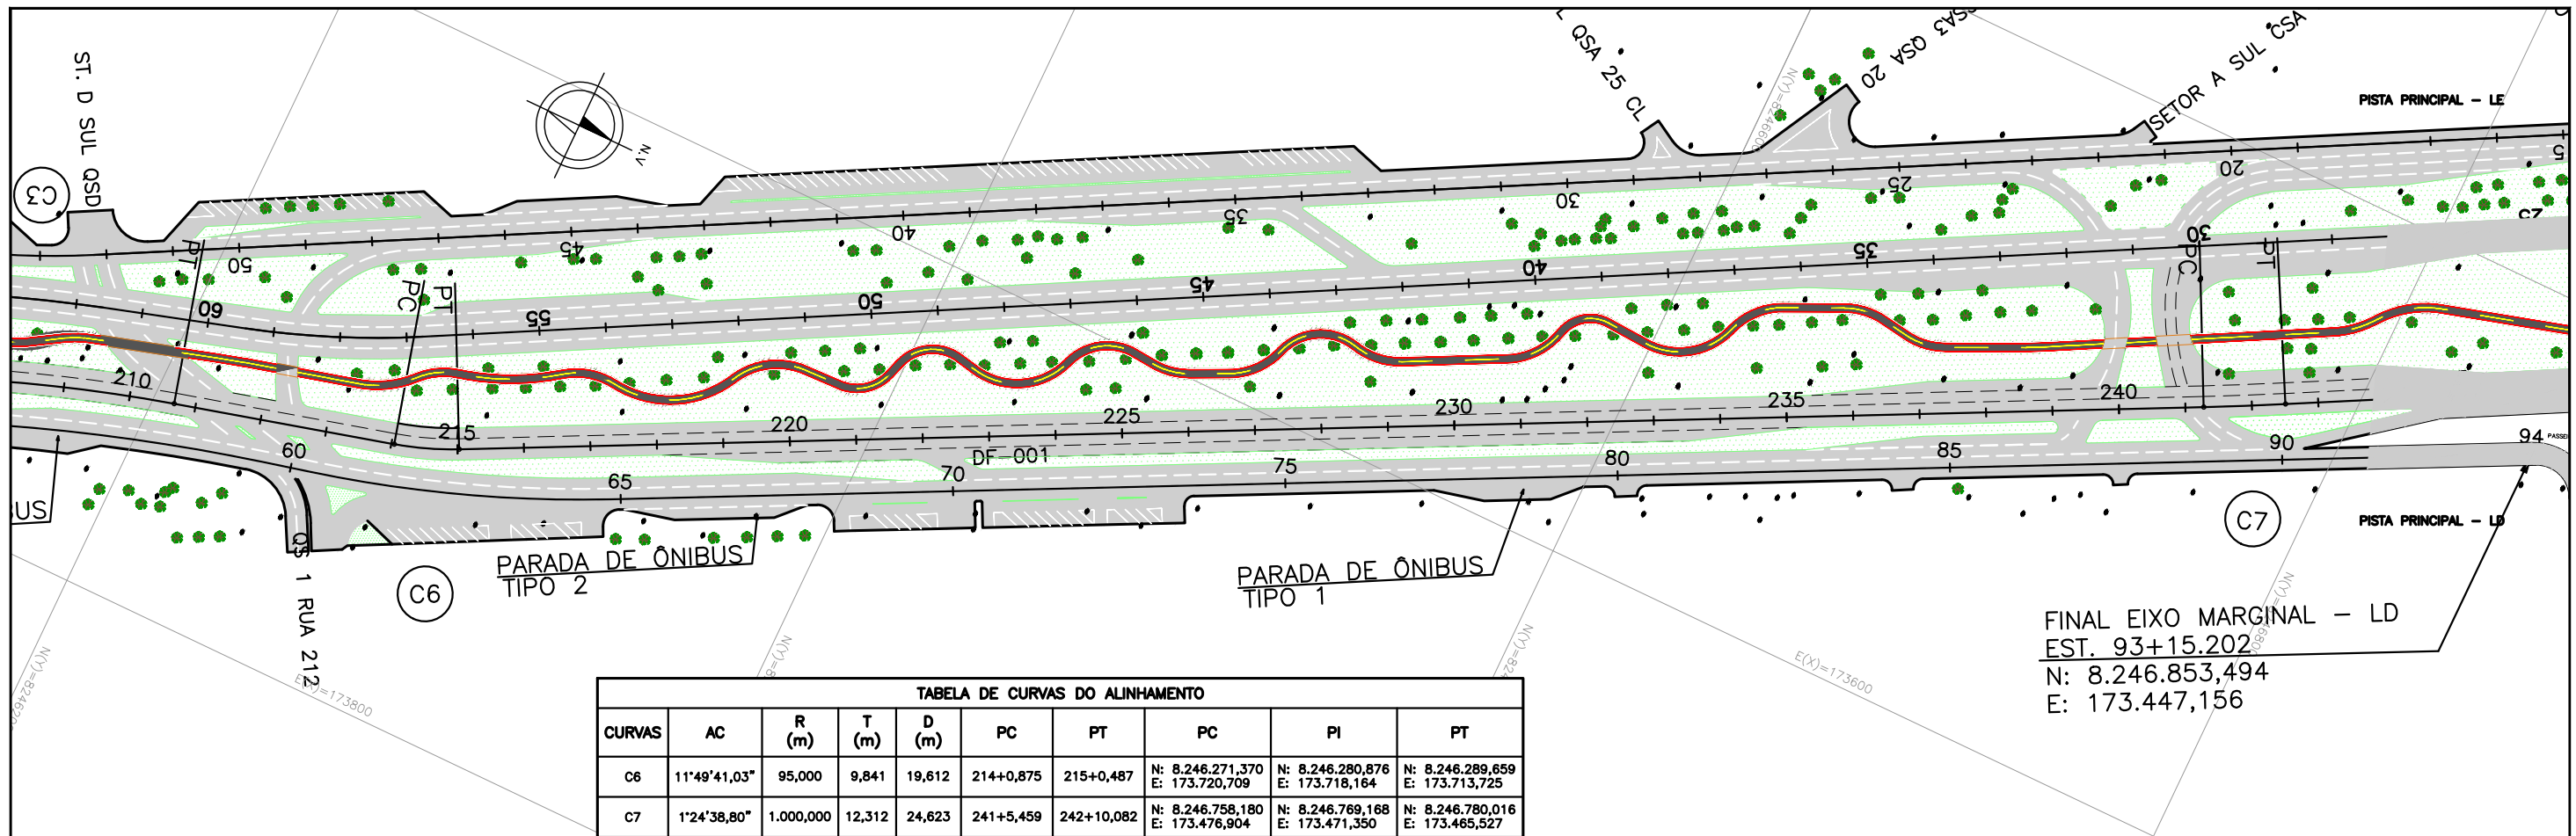 ST. D SUL QSD
C3
N.V
QSA 25 CL
20 QSA
SETOR A SUL CSA
PISTA PRINCIPAL - LE
N(Y)=8246600
50
45
40
35
30
25
20
PT
60
PC
PT
55
50
45
40
35
30
PC
PT
25
210
215
220
225
230
235
240
60
65
70
DF-001
75
80
85
90
94
QS 1 RUA 212
C6
PARADA DE ÔNIBUS
TIPO 2
PARADA DE ÔNIBUS
TIPO 1
C7
PISTA PRINCIPAL - LD
E(X)=173800
E(X)=173600
FINAL EIXO MARGINAL - LD
EST. 93+15.202
N: 8.246.853,494
E: 173.447,156
TABELA DE CURVAS DO ALINHAMENTO
CURVAS AC R (m) T (m) D (m) PC PT PC PI PT
C6 11°49'41,03" 95,000 9,841 19,612 214+0,875 215+0,487 N: 8.246.271,370 E: 173.720,709 N: 8.246.280,876 E: 173.718,164 N: 8.246.289,659 E: 173.713,725
C7 1°24'38,80" 1.000,000 12,312 24,623 241+5,459 242+10,082 N: 8.246.758,180 E: 173.476,904 N: 8.246.769,168 E: 173.471,350 N: 8.246.780,016 E: 173.465,527